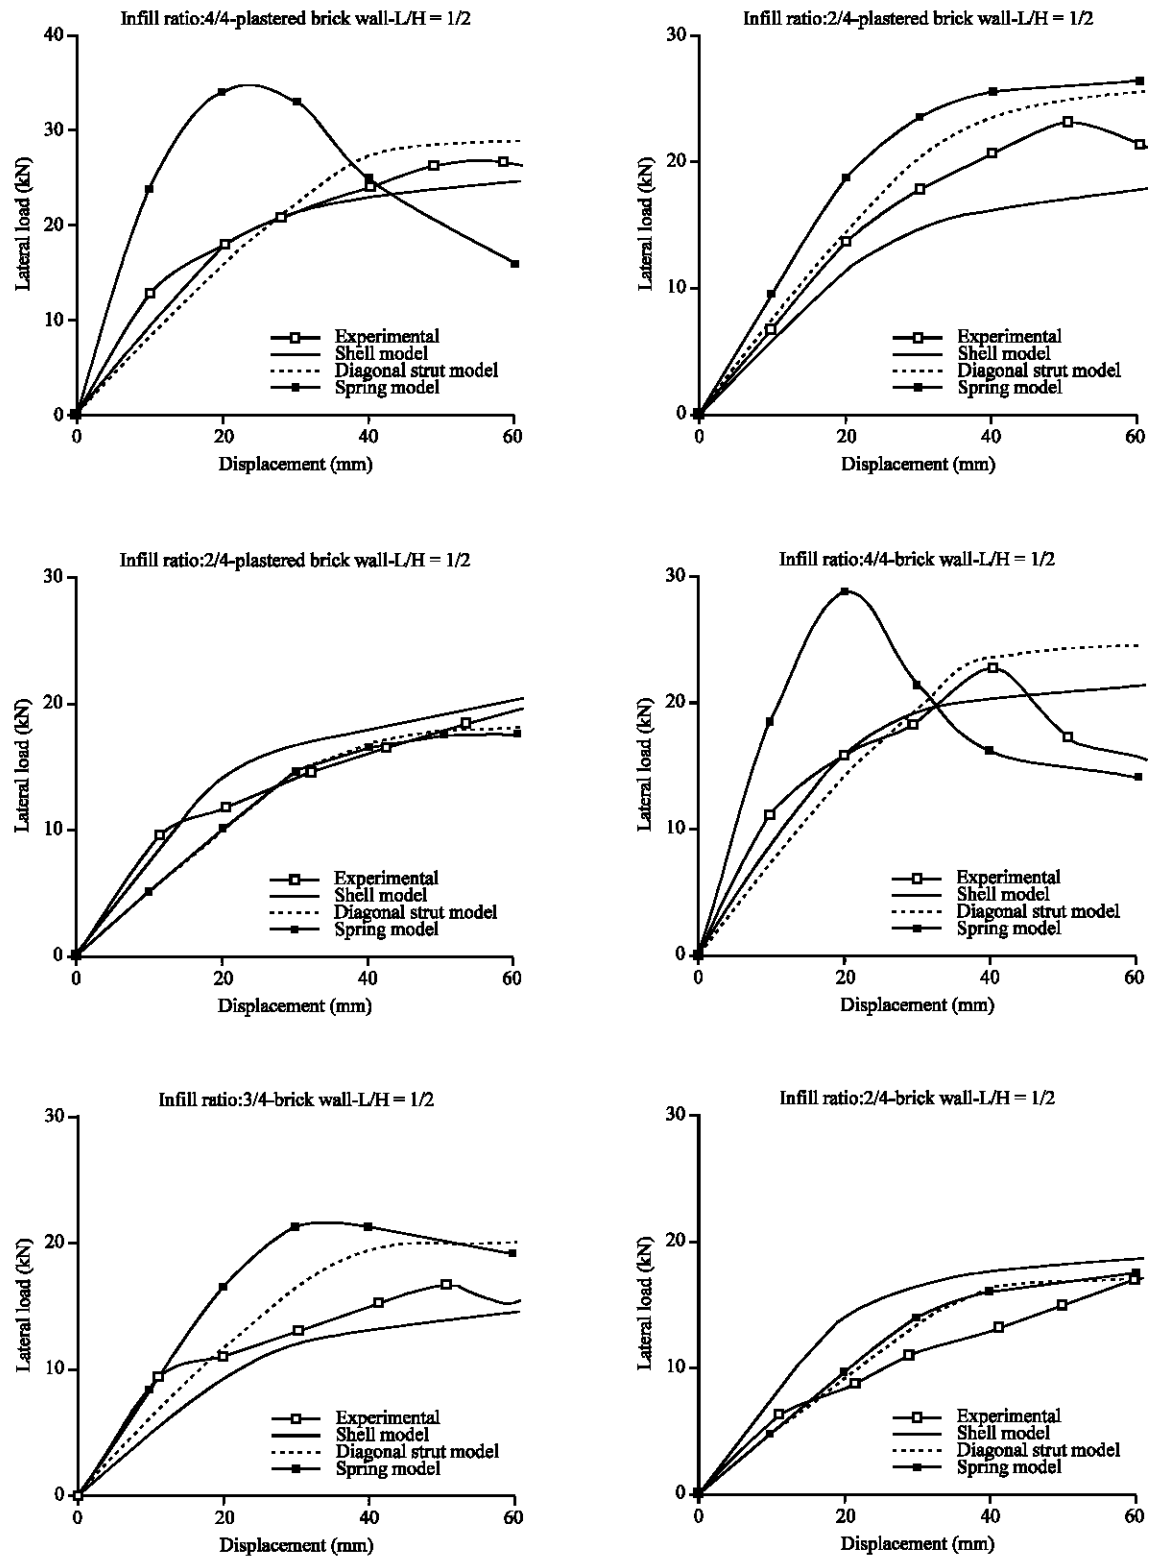 Infill ratio:4/4-plastered brick wall-L/H = 1/2
40
30
20
10
0
Lateral load (kN)
Experimental
Shell model
Diagonal strut model
Spring model
0 20 40 60
Displacement (mm)
Infill ratio:2/4-plastered brick wall-L/H = 1/2
30
20
10
0
Lateral load (kN)
Experimental
Shell model
Diagonal strut model
Spring model
0 20 40 60
Displacement (mm)
Infill ratio:2/4-plastered brick wall-L/H = 1/2
30
20
10
0
Lateral load (kN)
Experimental
Shell model
Diagonal strut model
Spring model
0 20 40 60
Displacement (mm)
Infill ratio:4/4-brick wall-L/H = 1/2
30
20
10
0
Lateral load (kN)
Experimental
Shell model
Diagonal strut model
Spring model
0 20 40 60
Displacement (mm)
Infill ratio:3/4-brick wall-L/H = 1/2
30
20
10
0
Lateral load (kN)
Experimental
Shell model
Diagonal strut model
Spring model
0 20 40 60
Displacement (mm)
Infill ratio:2/4-brick wall-L/H = 1/2
30
20
10
0
Lateral load (kN)
Experimental
Shell model
Diagonal strut model
Spring model
0 20 40 60
Displacement (mm)